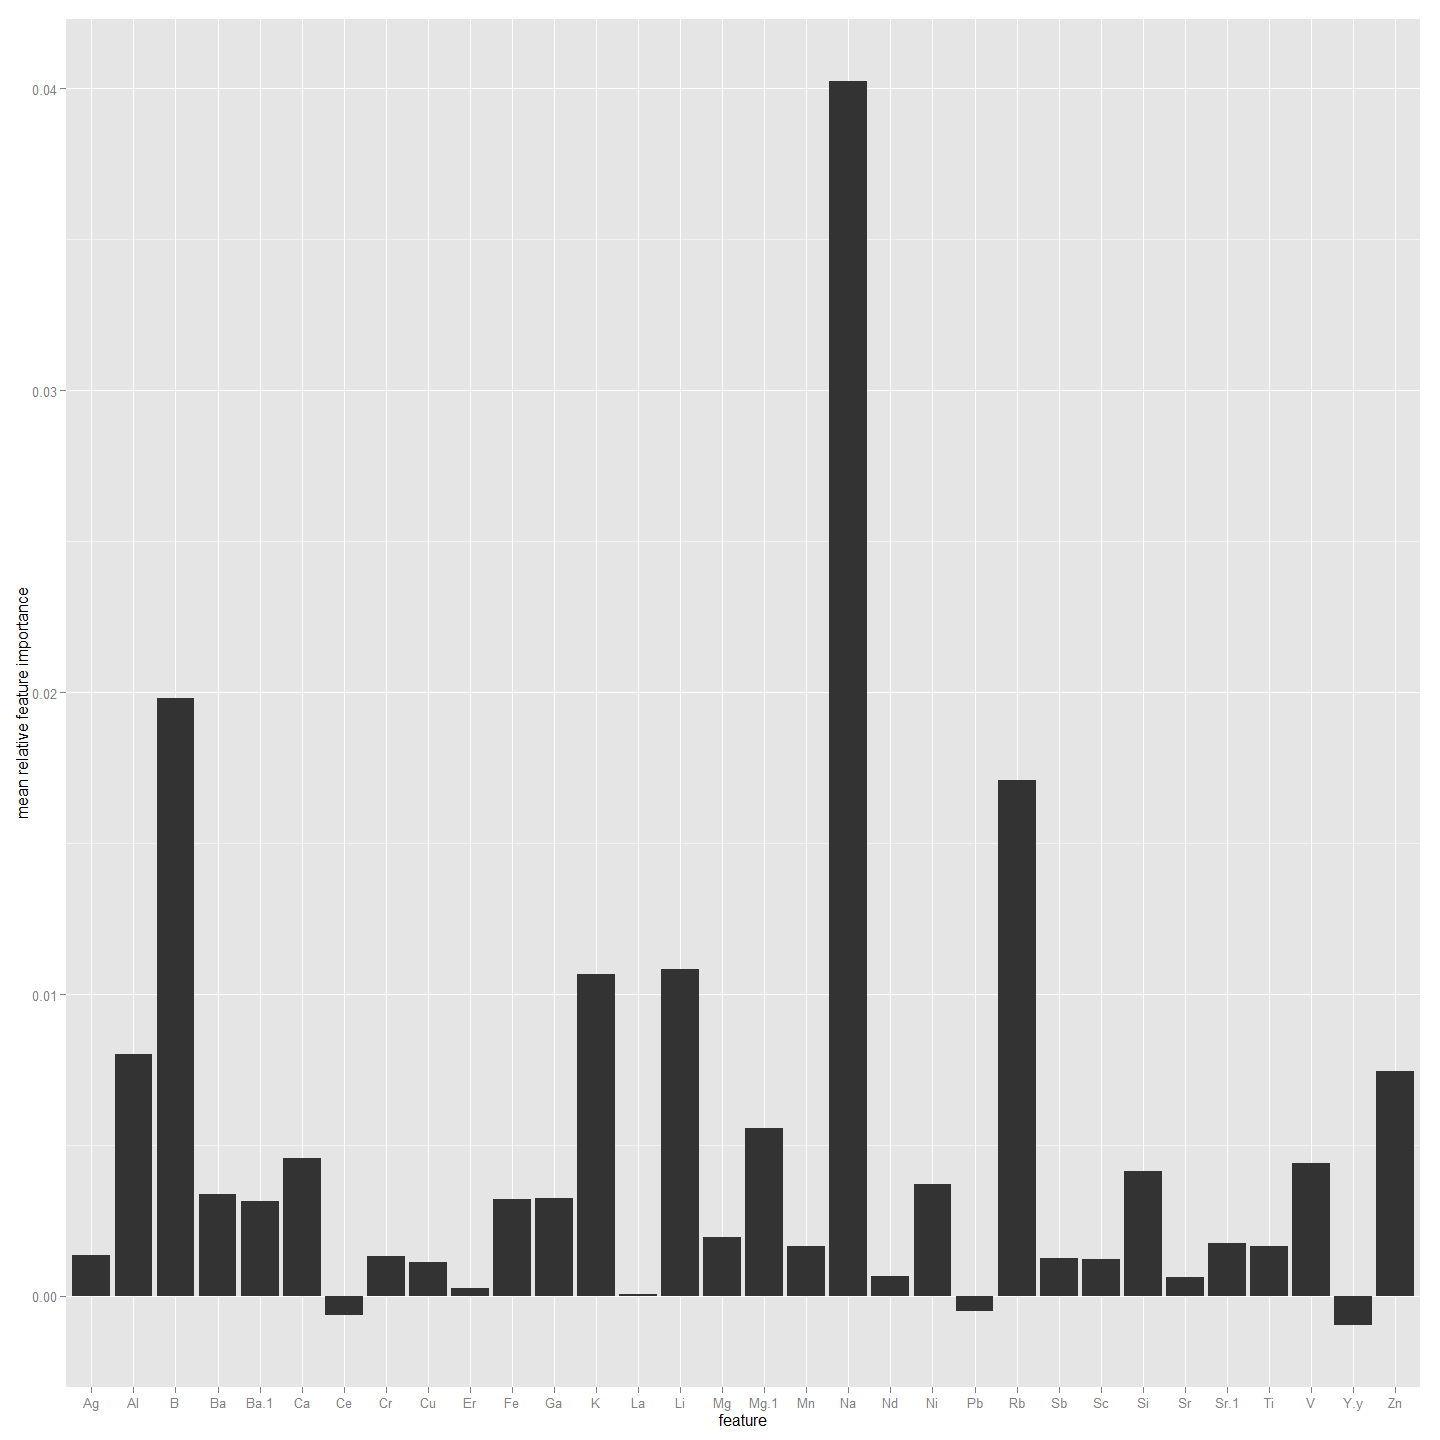 mean relative feature importance
0.04
0.03
0.02
0.01
0.00
Ag Al B Ba Ba.1 Ca Ce Cr Cu Er Fe Ga K La Li Mg Mg.1 Mn Na Nd Ni Pb Rb Sb Sc Si Sr Sr.1 Ti V Y.y Zn
feature